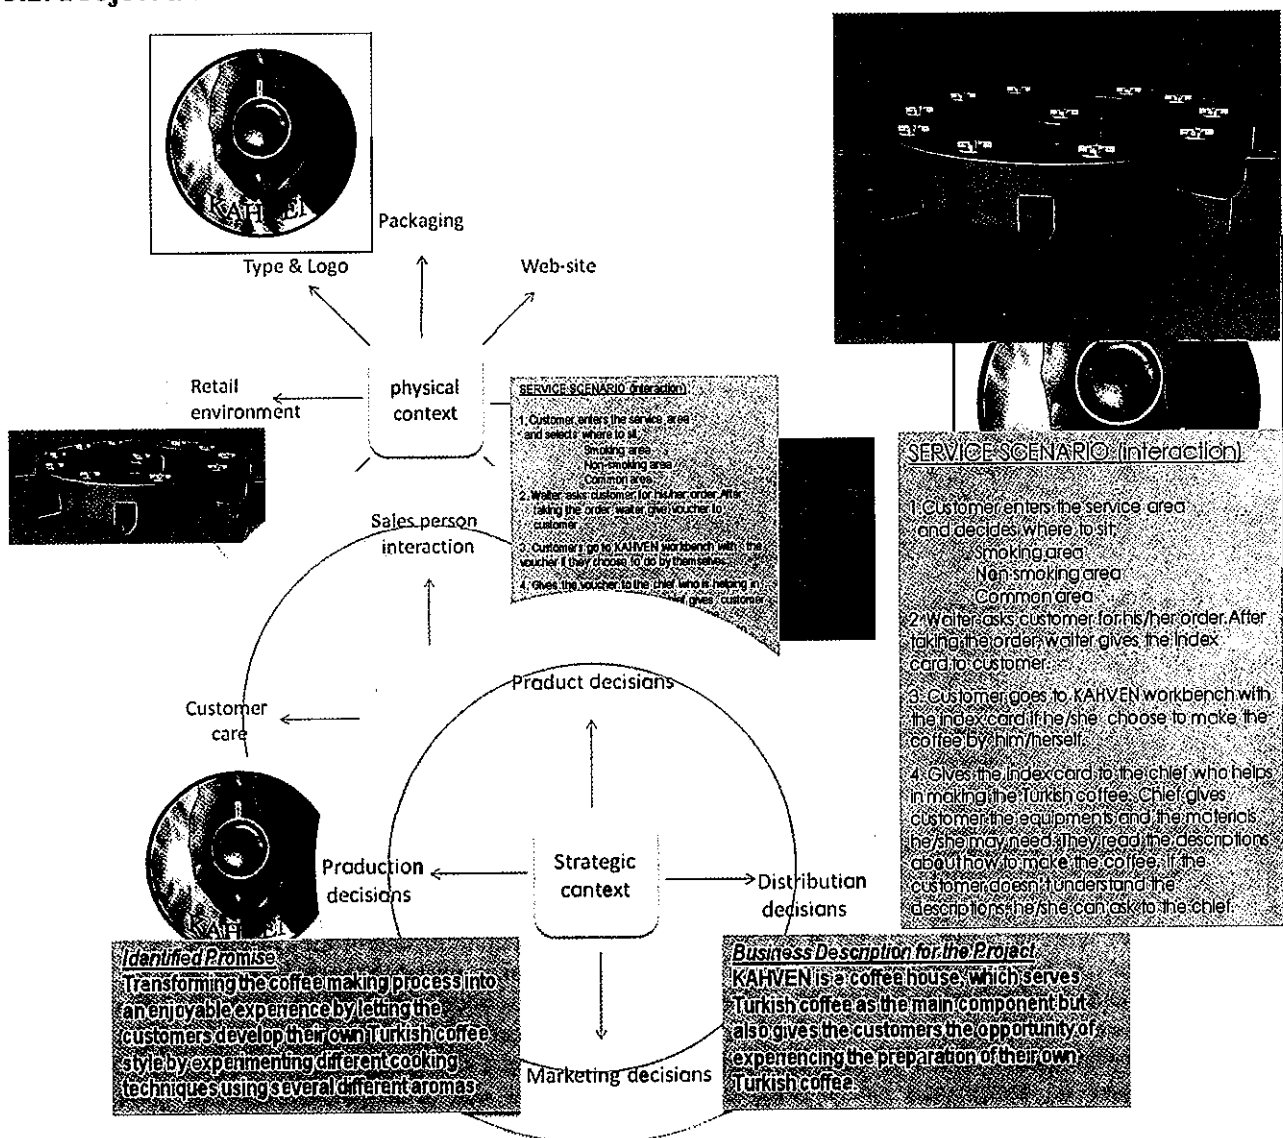 KAHVEN
Packaging
Type & Logo
Web-site
Retail
environment
physical
context
Sales person
interaction
Customer
care
SERVICE SCENARIO (interaction)
1. Customer enters the service area
and selects where to sit.
Smoking area
Non-smoking area
Common area
2. Waiter asks customer for his/her order. After
taking the order waiter give voucher to
customer.
3. Customers go to KAHVEN workbench with the
voucher if they choose to do by themselves.
4. Gives the voucher to the chief who is helping in
chief gives customer
SERVICE SCENARIO (interaction)
1. Customer enters the service area
and decides where to sit.
Smoking area
Non-smoking area
Common area
2. Waiter asks customer for his/her order. After
taking the order, waiter gives the index
card to customer.
3. Customer goes to KAHVEN workbench with
the index card if he/she choose to make the
coffee by him/herself.
4. Gives the index card to the chief who helps
in making the Turkish coffee. Chief gives
customer the equipments and the materials
he/she may need. They read the descriptions
about how to make the coffee. If the
customer doesn't understand the
descriptions, he/she can ask to the chief.
Product decisions
Production
decisions
Strategic
context
Distribution
decisions
Marketing decisions
Identified Promise
Transforming the coffee making process into
an enjoyable experience by letting the
customers develop their own Turkish coffee
style by experimenting different cooking
techniques using several different aromas
Business Description for the Project
KAHVEN is a coffee house, which serves
Turkish coffee as the main component but
also gives the customers the opportunity of
experiencing the preparation of their own
Turkish coffee.